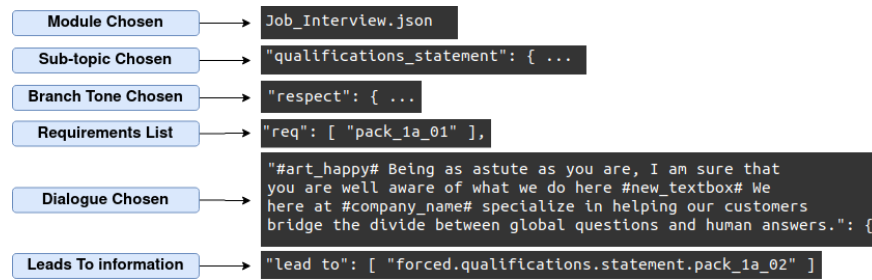 Module Chosen
Job_Interview.json
Sub-topic Chosen
"qualifications_statement": { ...
Branch Tone Chosen
"respect": { ...
Requirements List
"req": [ "pack_1a_01" ],
Dialogue Chosen
"#art_happy# Being as astute as you are, I am sure that
you are well aware of what we do here #new_textbox# We
here at #company_name# specialize in helping our customers
bridge the divide between global questions and human answers.": {
Leads To information
"lead to": [ "forced.qualifications.statement.pack_1a_02" ]